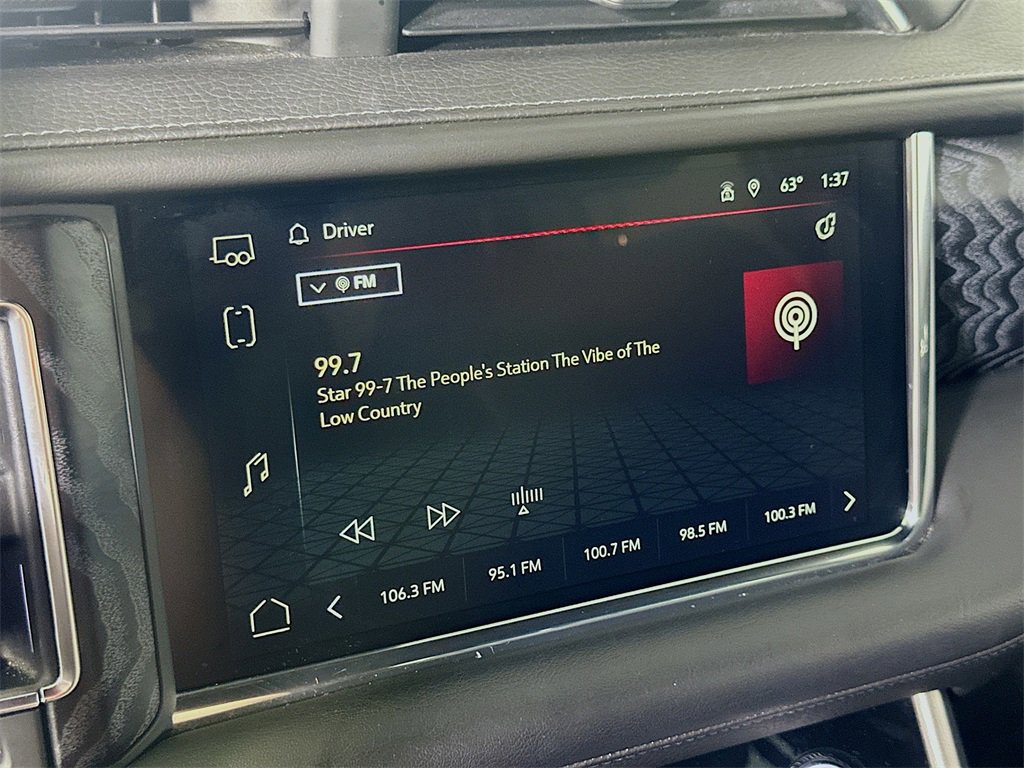 63° 1:37
Driver
FM
99.7
Star 99-7 The People's Station The Vibe of The
Low Country
106.3 FM 95.1 FM 100.7 FM 98.5 FM 100.3 FM